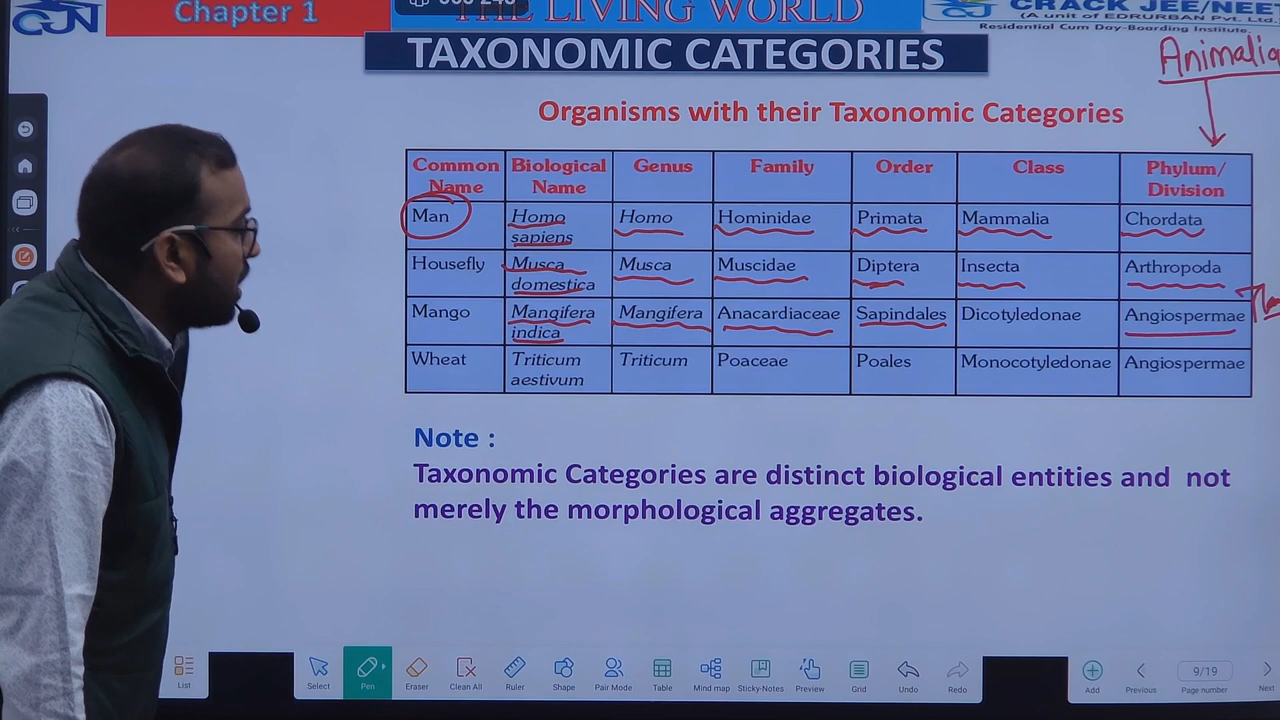 Chapter 1
THE LIVING WORLD
CRACK JEE/NEET
(A unit of EDRURBAN Pvt. Ltd.
Residential Cum Day-Boarding Institute.
TAXONOMIC CATEGORIES
Animalia
Organisms with their Taxonomic Categories
Common Name Biological Name Genus Family Order Class Phylum/ Division
Man Homo sapiens Homo Hominidae Primata Mammalia Chordata
Housefly Musca domestica Musca Muscidae Diptera Insecta Arthropoda
Mango Mangifera indica Mangifera Anacardiaceae Sapindales Dicotyledonae Angiospermae
Wheat Triticum aestivum Triticum Poaceae Poales Monocotyledonae Angiospermae
Note :
Taxonomic Categories are distinct biological entities and not
merely the morphological aggregates.
List Select Pen Eraser Clean All Ruler Shape Pair Mode Table Mind map Sticky-Notes Preview Grid Undo Redo Add Previous 9/19 Page number Next